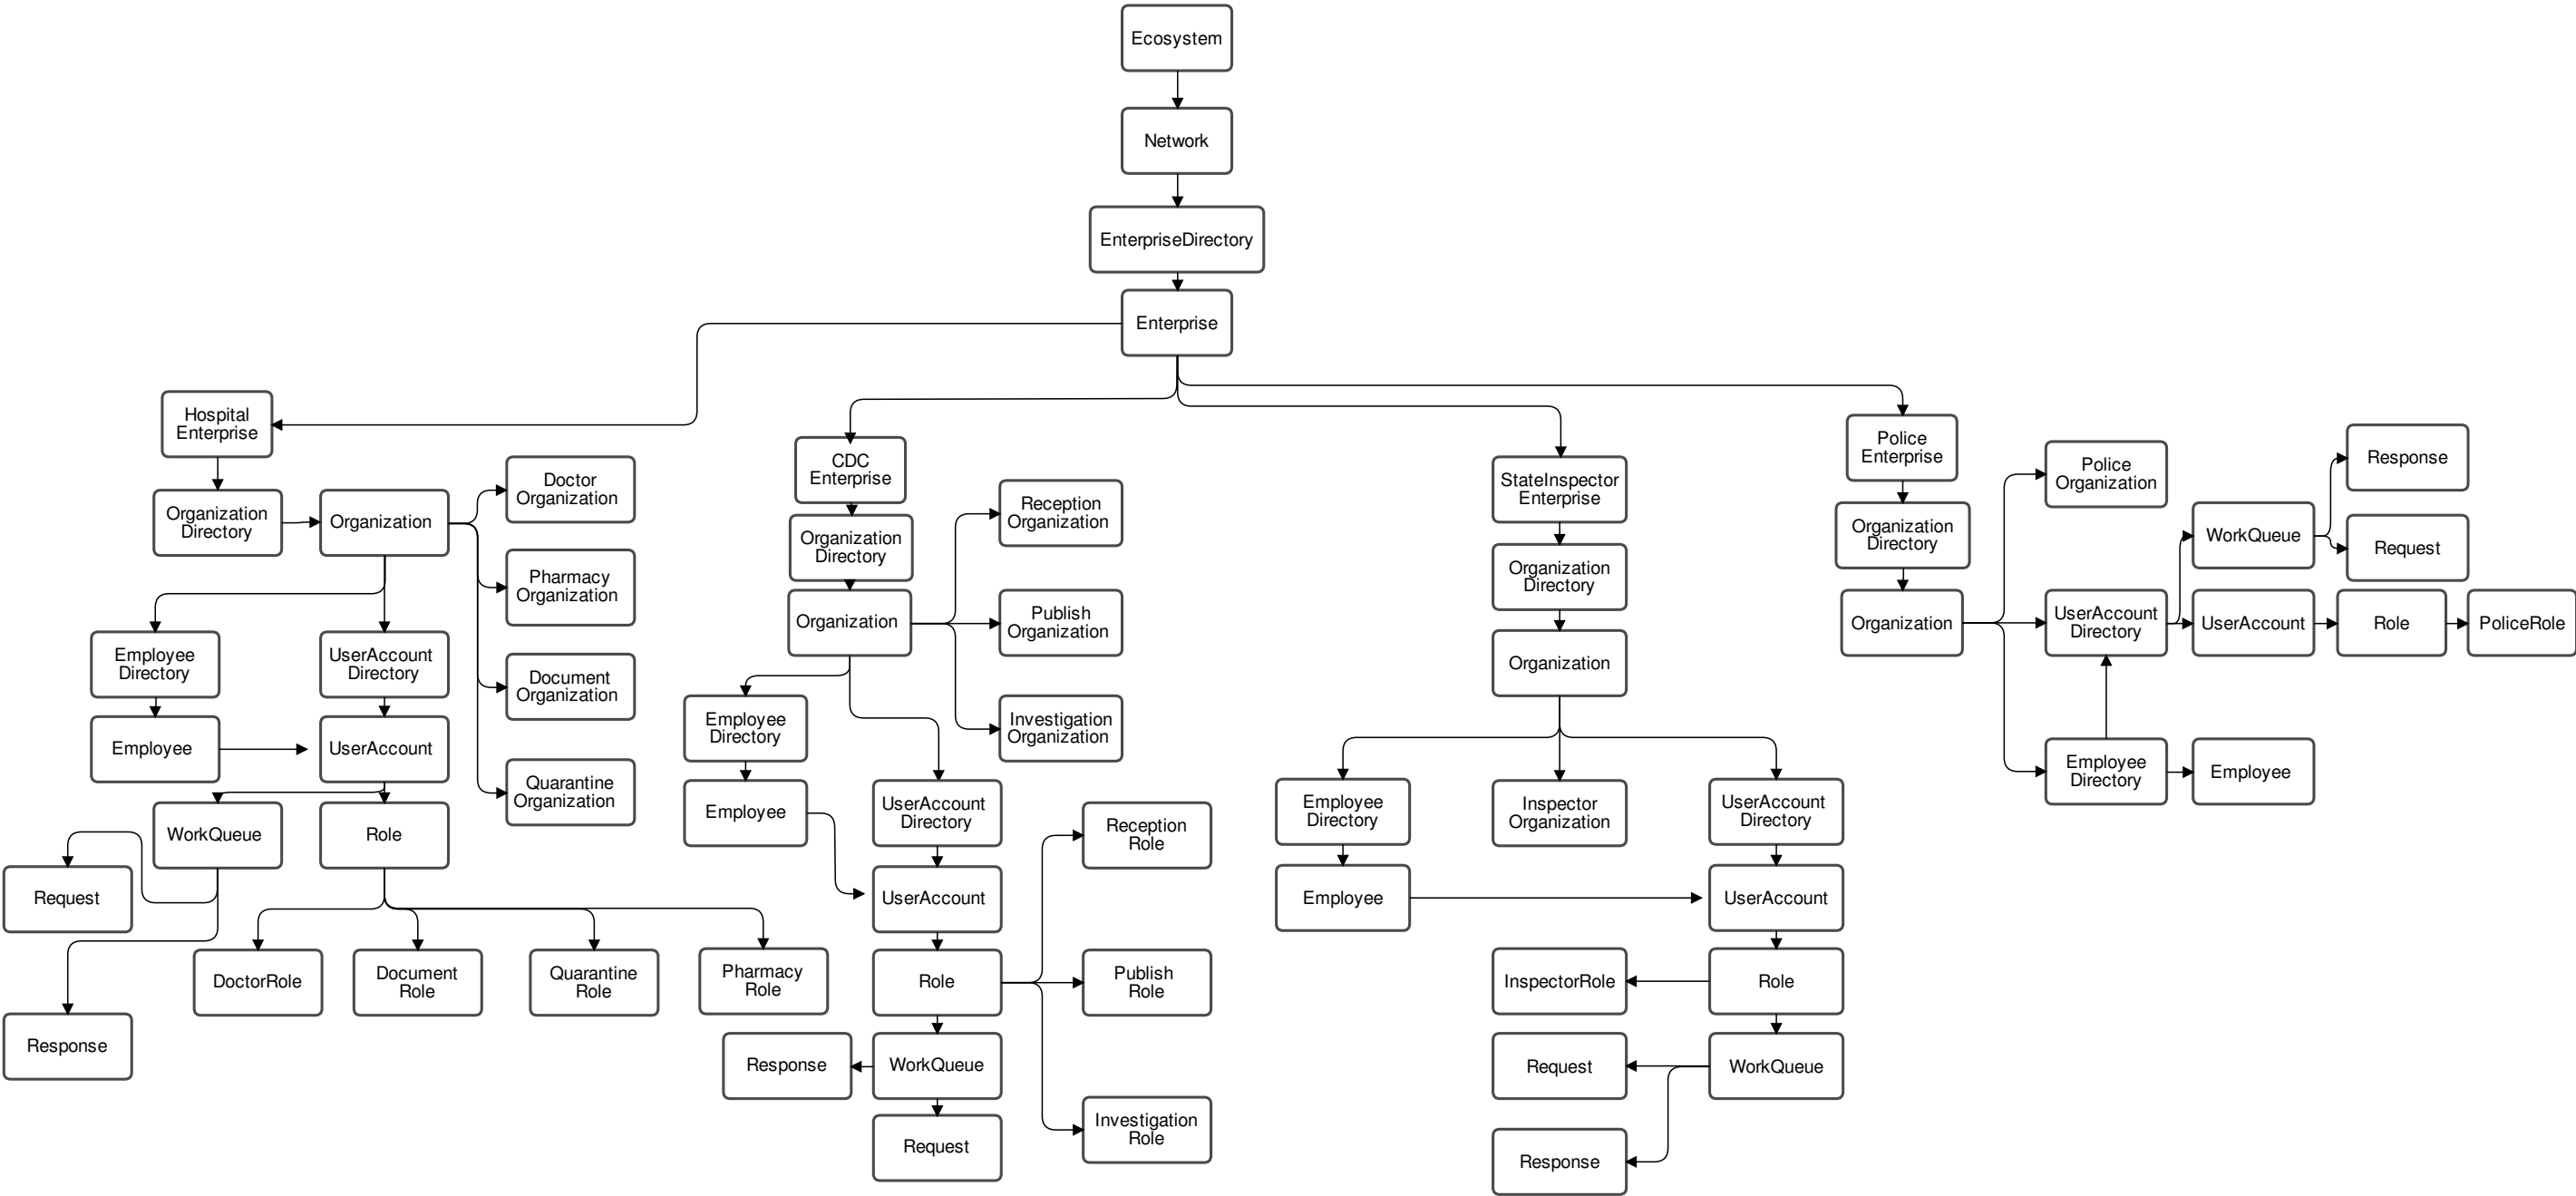 Ecosystem
Network
EnterpriseDirectory
Enterprise
Hospital
Enterprise
Organization
Directory
Organization
Doctor
Organization
Pharmacy
Organization
Document
Organization
Quarantine
Organization
Employee
Directory
UserAccount
Directory
Employee
UserAccount
WorkQueue
Role
Request
Response
DoctorRole
Document
Role
Quarantine
Role
Pharmacy
Role
CDC
Enterprise
Organization
Directory
Organization
Reception
Organization
Publish
Organization
Investigation
Organization
Employee
Directory
Employee
UserAccount
Directory
UserAccount
Role
Reception
Role
Publish
Role
Investigation
Role
Response
WorkQueue
Request
StateInspector
Enterprise
Organization
Directory
Organization
Employee
Directory
Inspector
Organization
UserAccount
Directory
Employee
UserAccount
InspectorRole
Role
Request
WorkQueue
Response
Police
Enterprise
Organization
Directory
Organization
Police
Organization
UserAccount
Directory
Employee
Directory
WorkQueue
Response
Request
UserAccount
Role
PoliceRole
Employee